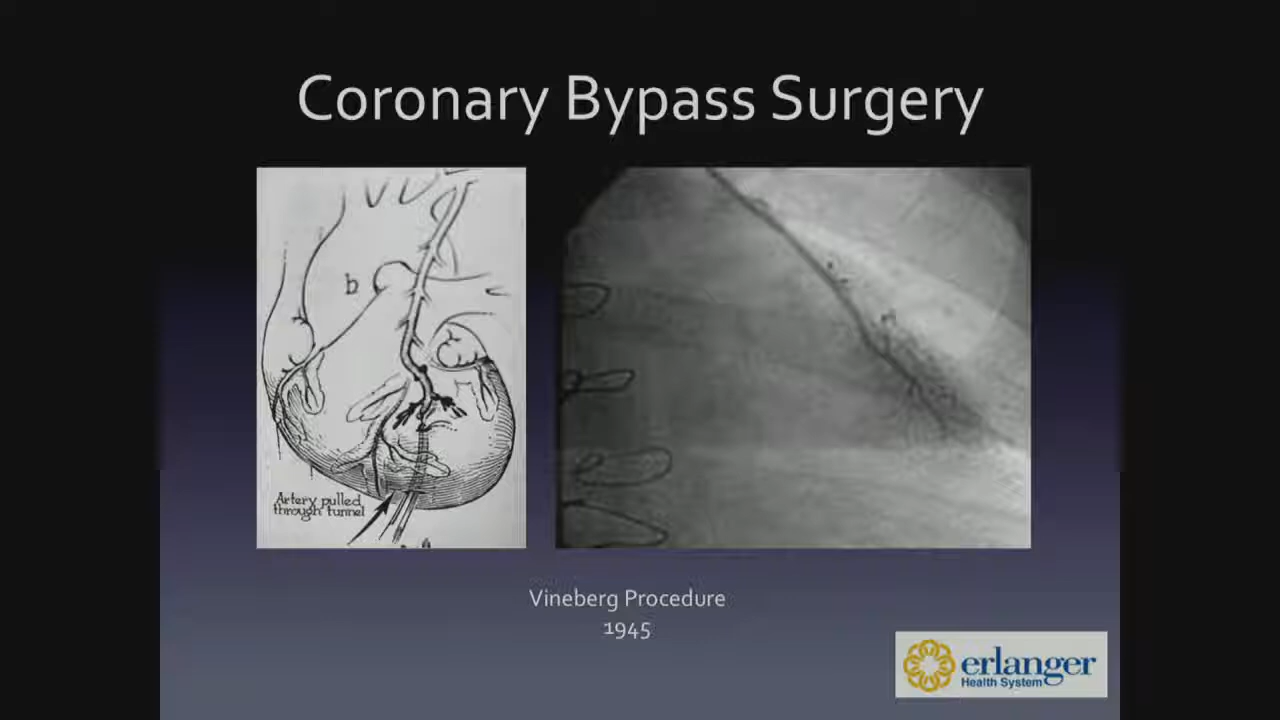 Coronary Bypass Surgery
b
Artery pulled
through tunnel
Vineberg Procedure
1945
erlanger
Health System